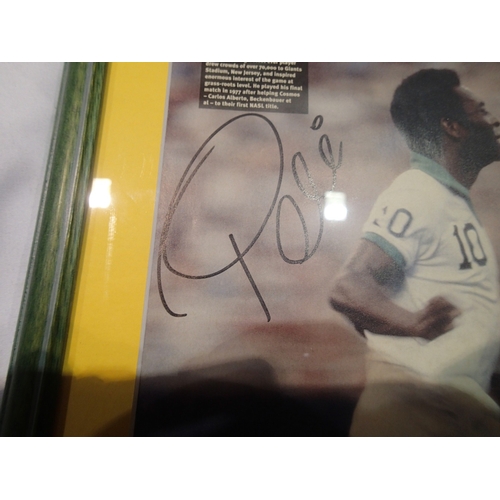 drew crowds of over 70,000 to Giants
Stadium, New Jersey, and inspired
enormous interest of the game at
grass-roots level. He played his final
match in 1977 after helping Cosmos
– Carlos Alberto, Beckenbauer et
al – to their first NASL title.
Pelé
10
10